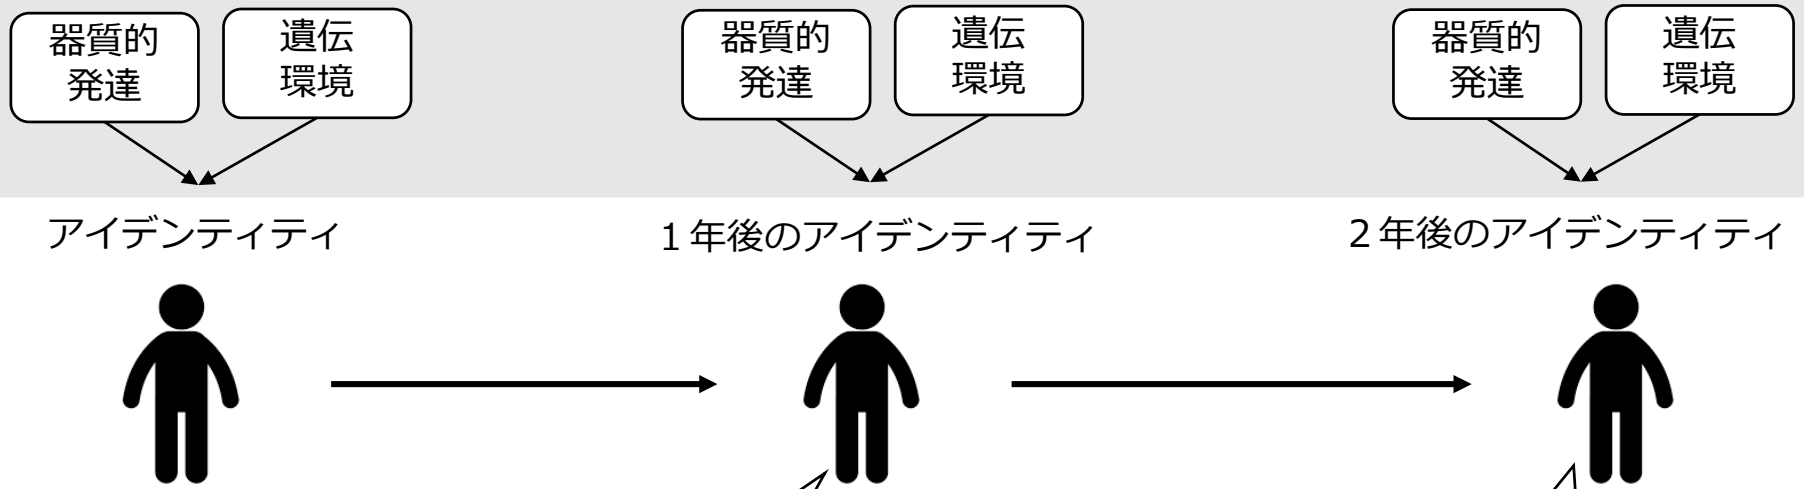 器質的
発達
遺伝
環境
器質的
発達
遺伝
環境
器質的
発達
遺伝
環境
アイデンティティ
１年後のアイデンティティ
２年後のアイデンティティ